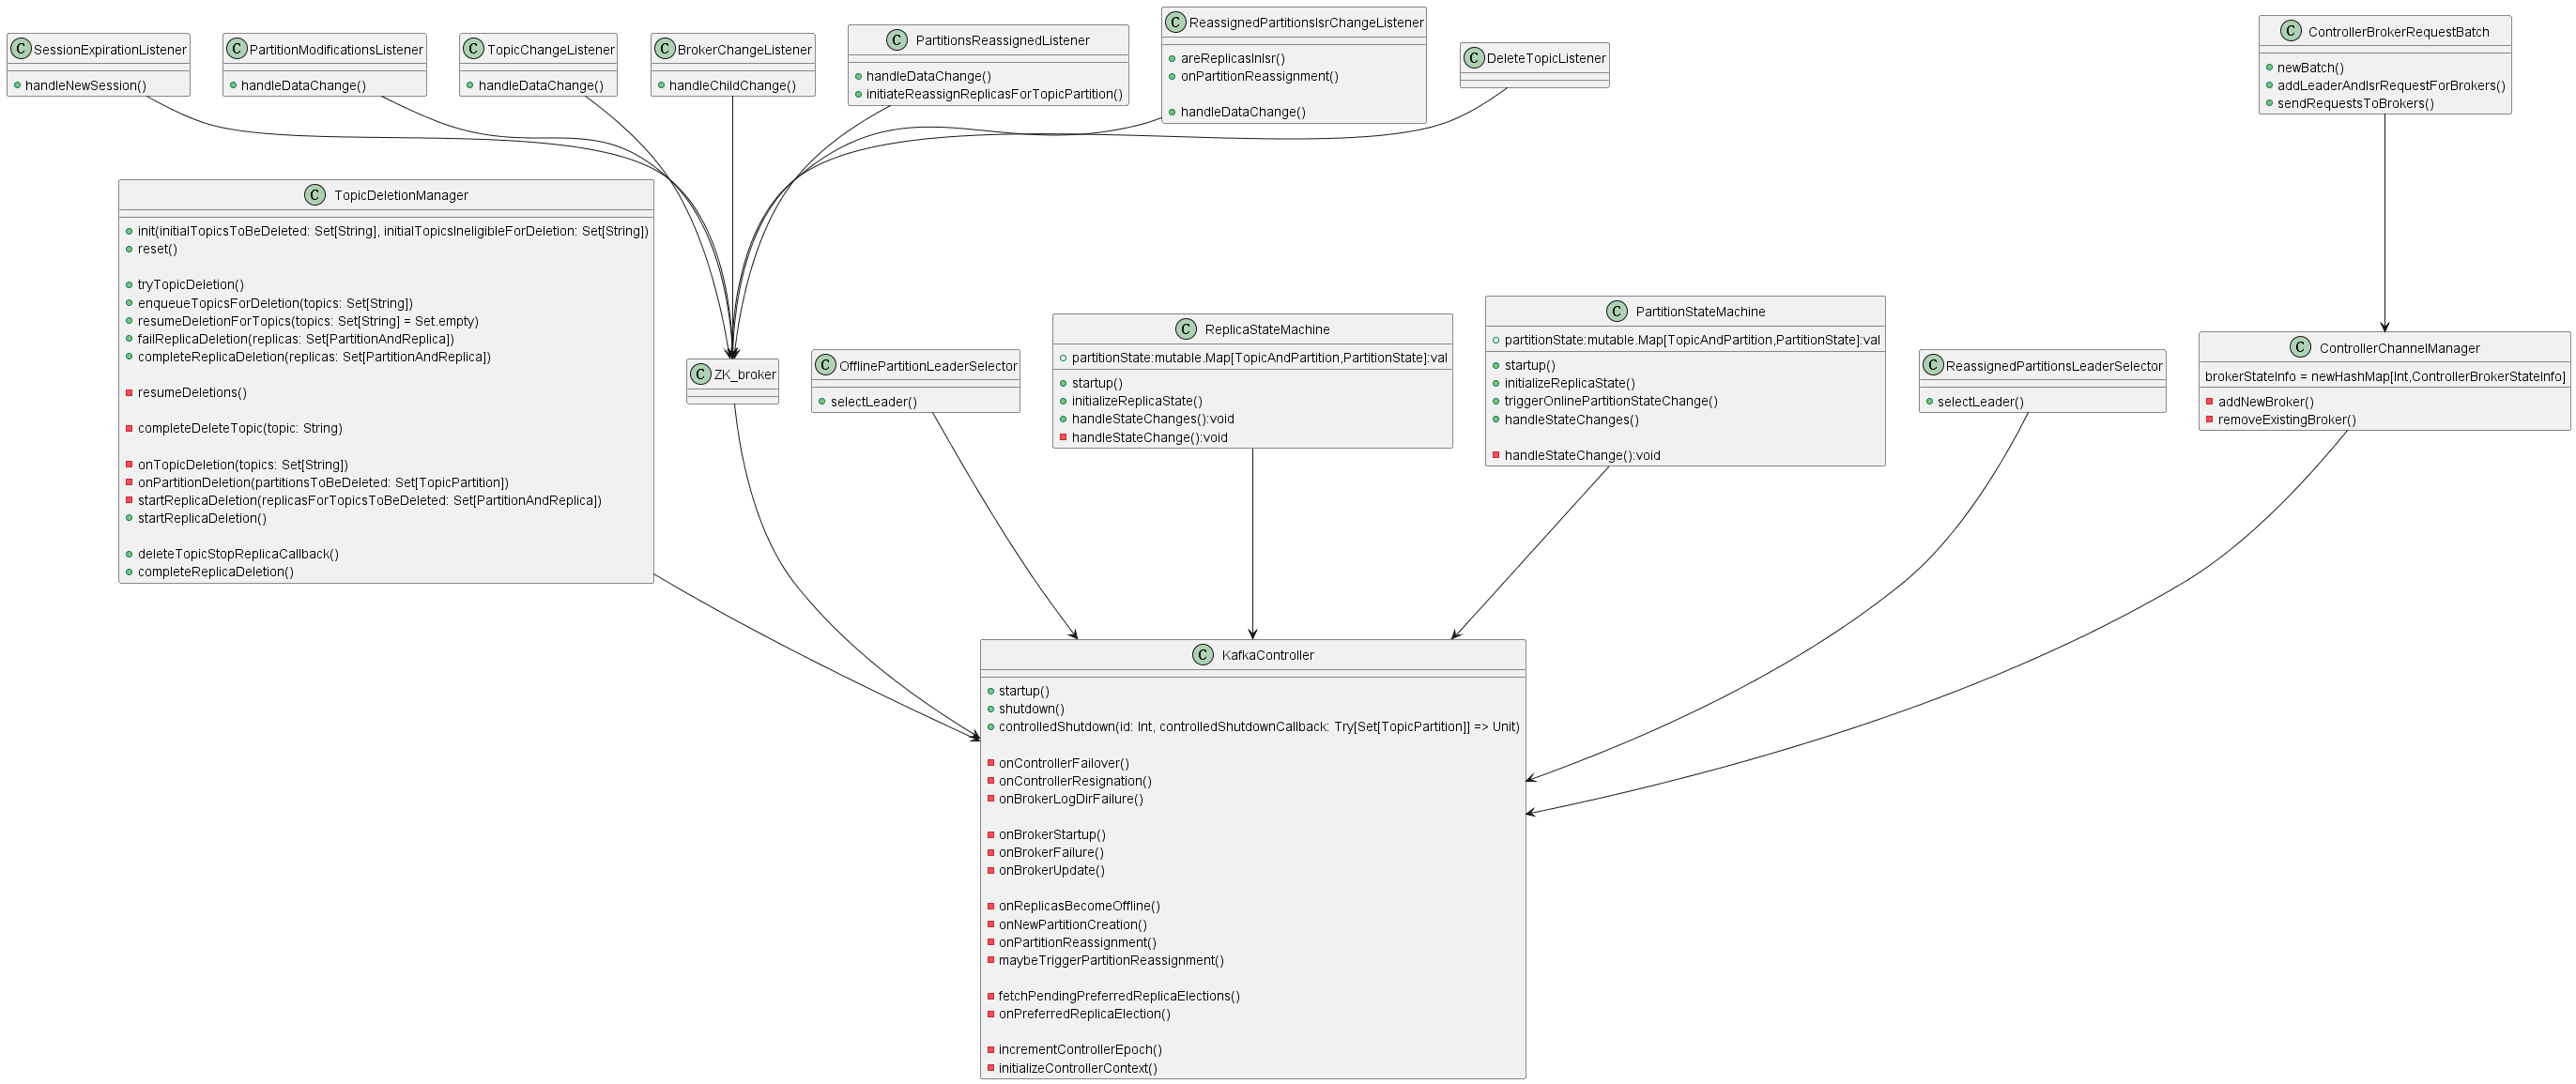 C SessionExpirationListener
handleNewSession()
C PartitionModificationsListener
handleDataChange()
C TopicChangeListener
handleDataChange()
C BrokerChangeListener
handleChildChange()
C PartitionsReassignedListener
handleDataChange()
initiateReassignReplicasForTopicPartition()
C ReassignedPartitionsIsrChangeListener
areReplicasInIsr()
onPartitionReassignment()
handleDataChange()
C DeleteTopicListener
C ControllerBrokerRequestBatch
newBatch()
addLeaderAndIsrRequestForBrokers()
sendRequestsToBrokers()
C TopicDeletionManager
init(initialTopicsToBeDeleted: Set[String], initialTopicsIneligibleForDeletion: Set[String])
reset()
tryTopicDeletion()
enqueueTopicsForDeletion(topics: Set[String])
resumeDeletionForTopics(topics: Set[String] = Set.empty)
failReplicaDeletion(replicas: Set[PartitionAndReplica])
completeReplicaDeletion(replicas: Set[PartitionAndReplica])
resumeDeletions()
completeDeleteTopic(topic: String)
onTopicDeletion(topics: Set[String])
onPartitionDeletion(partitionsToBeDeleted: Set[TopicPartition])
startReplicaDeletion(replicasForTopicsToBeDeleted: Set[PartitionAndReplica])
startReplicaDeletion()
deleteTopicStopReplicaCallback()
completeReplicaDeletion()
C ZK_broker
C OfflinePartitionLeaderSelector
selectLeader()
C ReplicaStateMachine
partitionState:mutable.Map[TopicAndPartition,PartitionState]:val
startup()
initializeReplicaState()
handleStateChanges():void
handleStateChange():void
C PartitionStateMachine
partitionState:mutable.Map[TopicAndPartition,PartitionState]:val
startup()
initializeReplicaState()
triggerOnlinePartitionStateChange()
handleStateChanges()
handleStateChange():void
C ReassignedPartitionsLeaderSelector
selectLeader()
C ControllerChannelManager
brokerStateInfo = newHashMap[Int,ControllerBrokerStateInfo]
addNewBroker()
removeExistingBroker()
C KafkaController
startup()
shutdown()
controlledShutdown(id: Int, controlledShutdownCallback: Try[Set[TopicPartition]] => Unit)
onControllerFailover()
onControllerResignation()
onBrokerLogDirFailure()
onBrokerStartup()
onBrokerFailure()
onBrokerUpdate()
onReplicasBecomeOffline()
onNewPartitionCreation()
onPartitionReassignment()
maybeTriggerPartitionReassignment()
fetchPendingPreferredReplicaElections()
onPreferredReplicaElection()
incrementControllerEpoch()
initializeControllerContext()